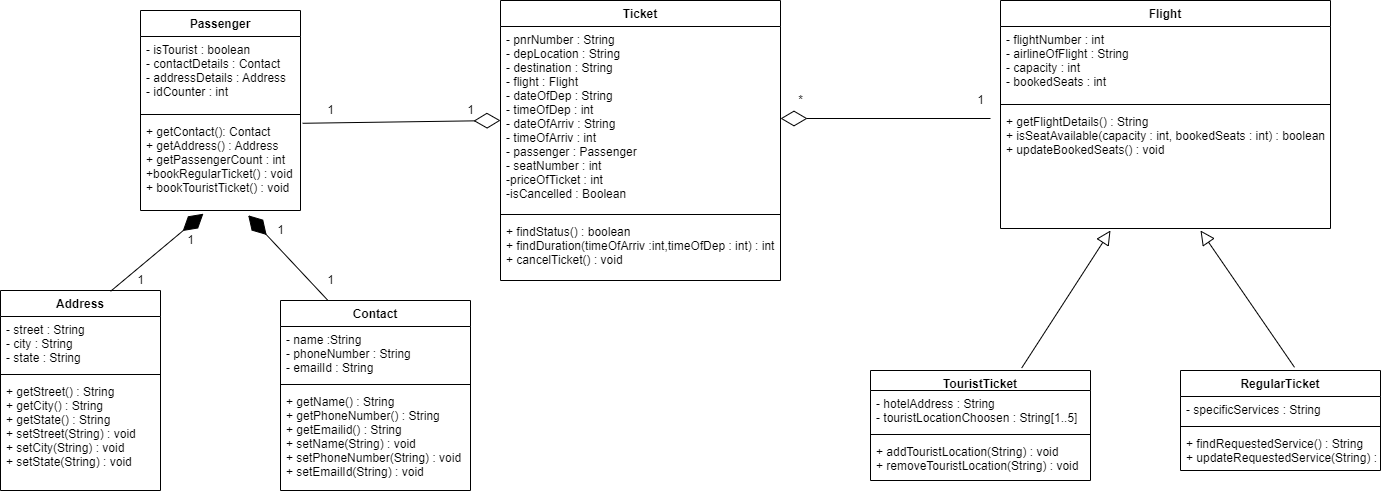 Passenger
- isTourist : boolean
- contactDetails : Contact
- addressDetails : Address
- idCounter : int
+ getContact(): Contact
+ getAddress() : Address
+ getPassengerCount : int
+bookRegularTicket() : void
+ bookTouristTicket() : void
1
1
Ticket
- pnrNumber : String
- depLocation : String
- destination : String
- flight : Flight
- dateOfDep : String
- timeOfDep : int
- dateOfArriv : String
- timeOfArriv : int
- passenger : Passenger
- seatNumber : int
-priceOfTicket : int
-isCancelled : Boolean
+ findStatus() : boolean
+ findDuration(timeOfArriv :int,timeOfDep : int) : int
+ cancelTicket() : void
*
1
Flight
- flightNumber : int
- airlineOfFlight : String
- capacity : int
- bookedSeats : int
+ getFlightDetails() : String
+ isSeatAvailable(capacity : int, bookedSeats : int) : boolean
+ updateBookedSeats() : void
1
1
1
1
Address
- street : String
- city : String
- state : String
+ getStreet() : String
+ getCity() : String
+ getState() : String
+ setStreet(String) : void
+ setCity(String) : void
+ setState(String) : void
Contact
- name :String
- phoneNumber : String
- emailId : String
+ getName() : String
+ getPhoneNumber() : String
+ getEmailid() : String
+ setName(String) : void
+ setPhoneNumber(String) : void
+ setEmailId(String) : void
TouristTicket
- hotelAddress : String
- touristLocationChoosen : String[1..5]
+ addTouristLocation(String) : void
+ removeTouristLocation(String) : void
RegularTicket
- specificServices : String
+ findRequestedService() : String
+ updateRequestedService(String) :